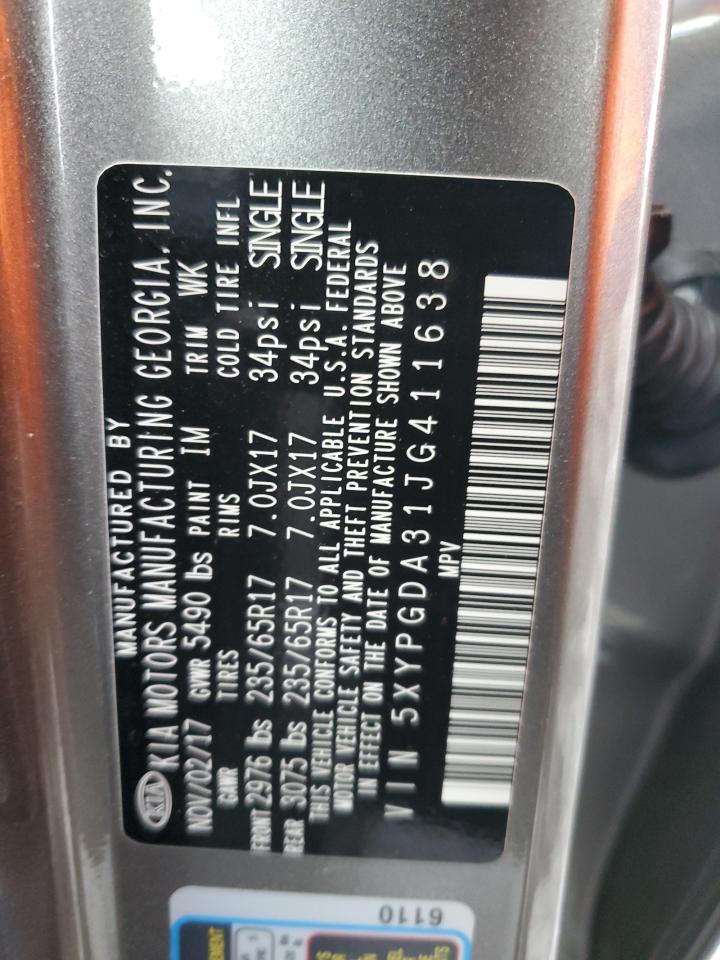 MANUFACTURED BY
KIA KIA MOTORS MANUFACTURING GEORGIA, INC.
NOV/02/17 GVWR 5490 lbs PAINT IM TRIM WK
GAWR TIRES RIMS COLD TIRE INFL
FRONT 2976 lbs 235/65R17 7.0JX17 34psi SINGLE
REAR 3075 lbs 235/65R17 7.0JX17 34psi SINGLE
THIS VEHICLE CONFORMS TO ALL APPLICABLE U.S.A. FEDERAL
MOTOR VEHICLE SAFETY AND THEFT PREVENTION STANDARDS
IN EFFECT ON THE DATE OF MANUFACTURE SHOWN ABOVE
VIN 5XYPGDA31JG411638
MPV
6110